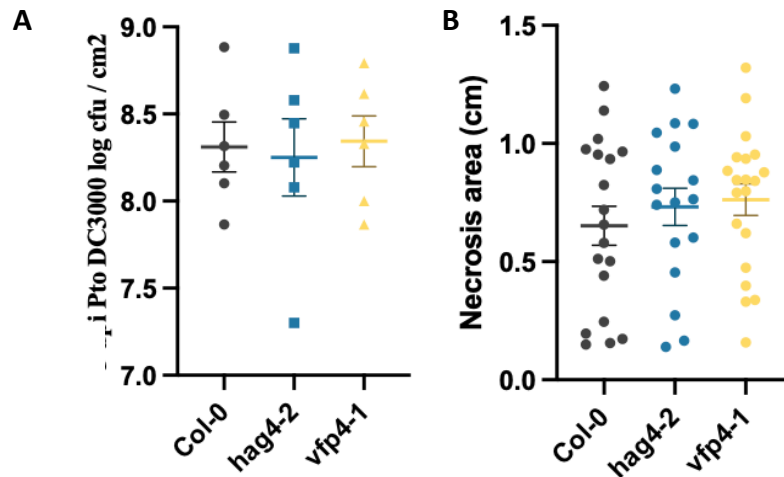 A
B
i Pto DC3000 log cfu / cm2
9.0
8.5
8.0
7.5
7.0
Col-0
hag4-2
vfp4-1
Necrosis area (cm)
1.5
1.0
0.5
0.0
Col-0
hag4-2
vfp4-1